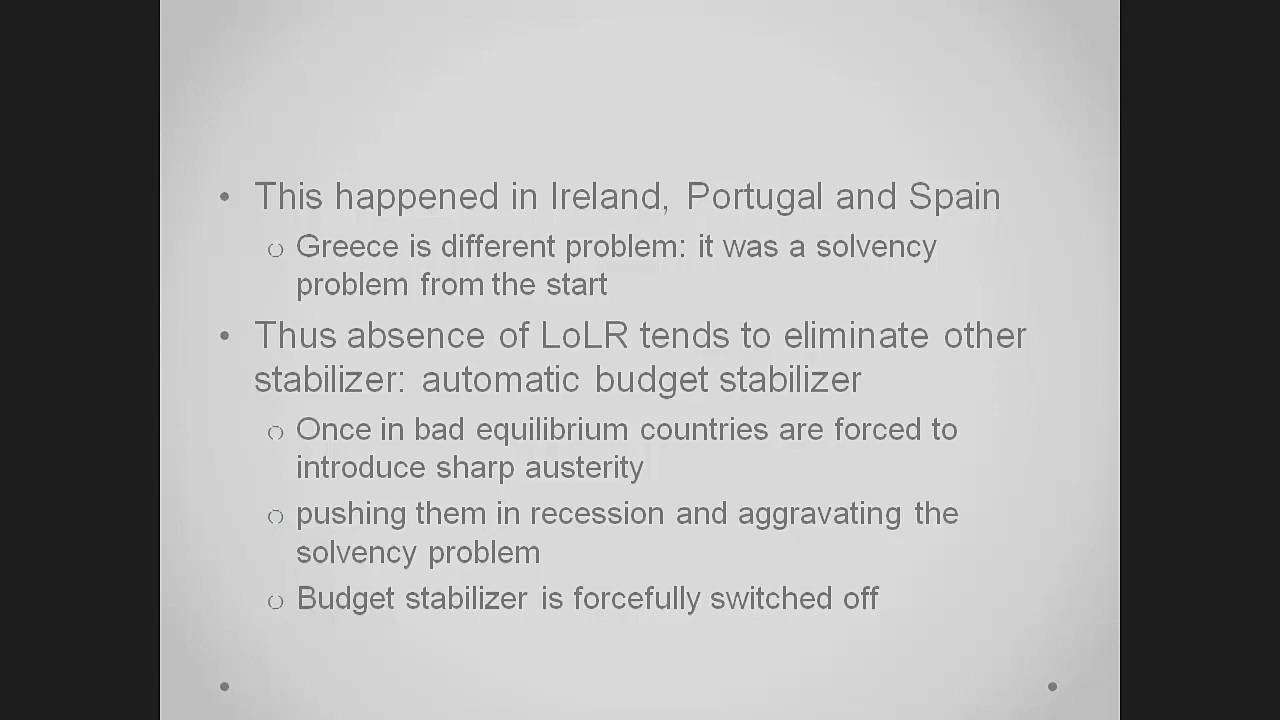 • This happened in Ireland, Portugal and Spain
○ Greece is different problem: it was a solvency
problem from the start
• Thus absence of LoLR tends to eliminate other
stabilizer: automatic budget stabilizer
○ Once in bad equilibrium countries are forced to
introduce sharp austerity
○ pushing them in recession and aggravating the
solvency problem
○ Budget stabilizer is forcefully switched off